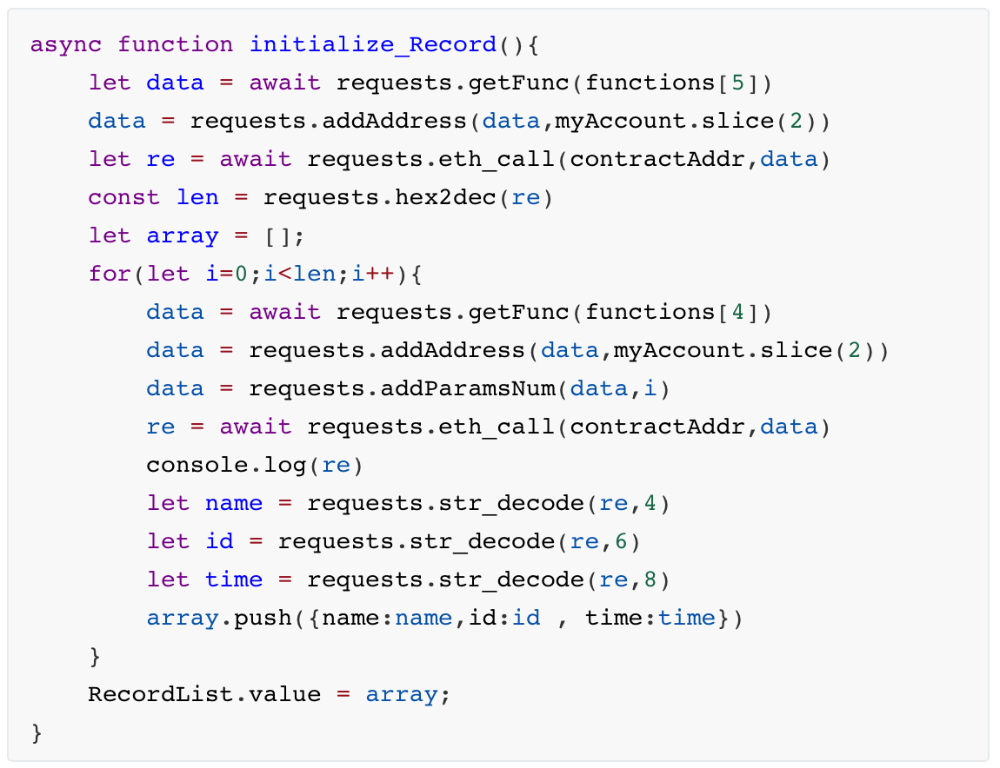 async function initialize_Record(){
    let data = await requests.getFunc(functions[5])
    data = requests.addAddress(data,myAccount.slice(2))
    let re = await requests.eth_call(contractAddr,data)
    const len = requests.hex2dec(re)
    let array = [];
    for(let i=0;i<len;i++){
        data = await requests.getFunc(functions[4])
        data = requests.addAddress(data,myAccount.slice(2))
        data = requests.addParamsNum(data,i)
        re = await requests.eth_call(contractAddr,data)
        console.log(re)
        let name = requests.str_decode(re,4)
        let id = requests.str_decode(re,6)
        let time = requests.str_decode(re,8)
        array.push({name:name,id:id , time:time})
    }
    RecordList.value = array;
}